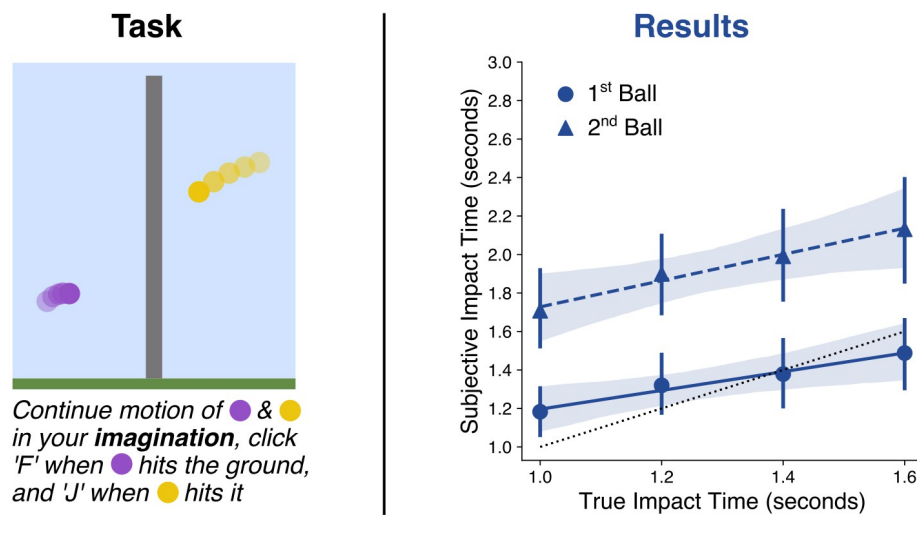 Task
Continue motion of &
in your imagination, click
'F' when hits the ground,
and 'J' when hits it
Results
Subjective Impact Time (seconds)
3.0
2.8
2.6
2.4
2.2
2.0
1.8
1.6
1.4
1.2
1.0
1st Ball
2nd Ball
1.0 1.2 1.4 1.6
True Impact Time (seconds)